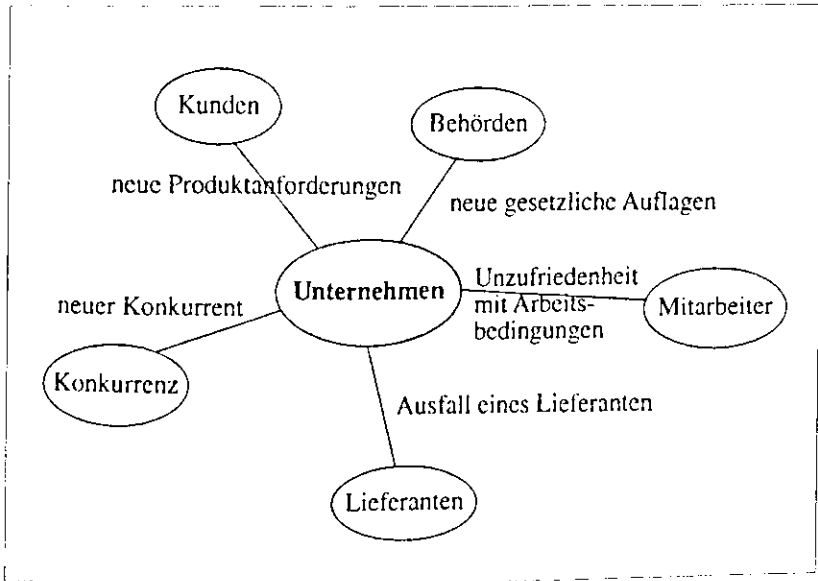 Kunden
Behörden
neue Produktanforderungen
neue gesetzliche Auflagen
Unternehmen
Unzufriedenheit
mit Arbeits-
bedingungen
Mitarbeiter
neuer Konkurrent
Konkurrenz
Ausfall eines Lieferanten
Lieferanten